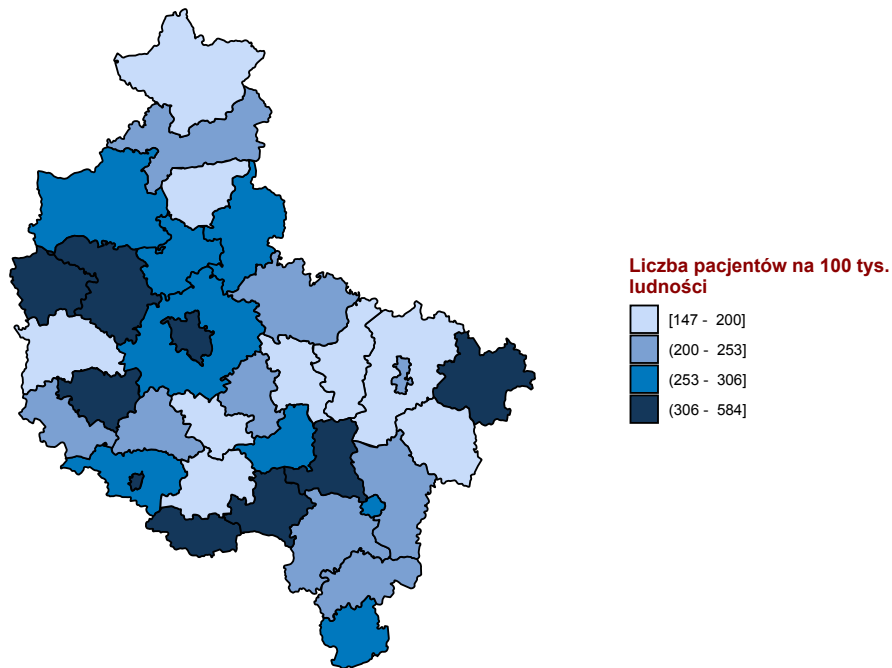 Liczba pacjentów na 100 tys.
ludności
[147 - 200]
(200 - 253]
(253 - 306]
(306 - 584]